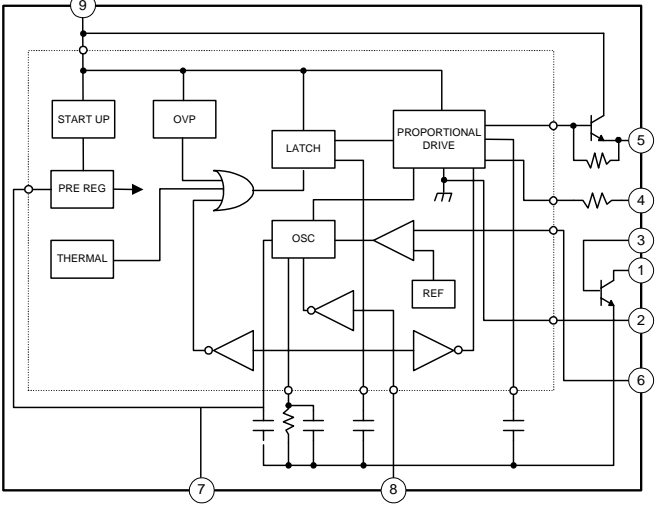 9
START UP
OVP
LATCH
PROPORTIONAL
DRIVE
5
PRE REG
4
THERMAL
OSC
REF
3
1
2
6
7
8